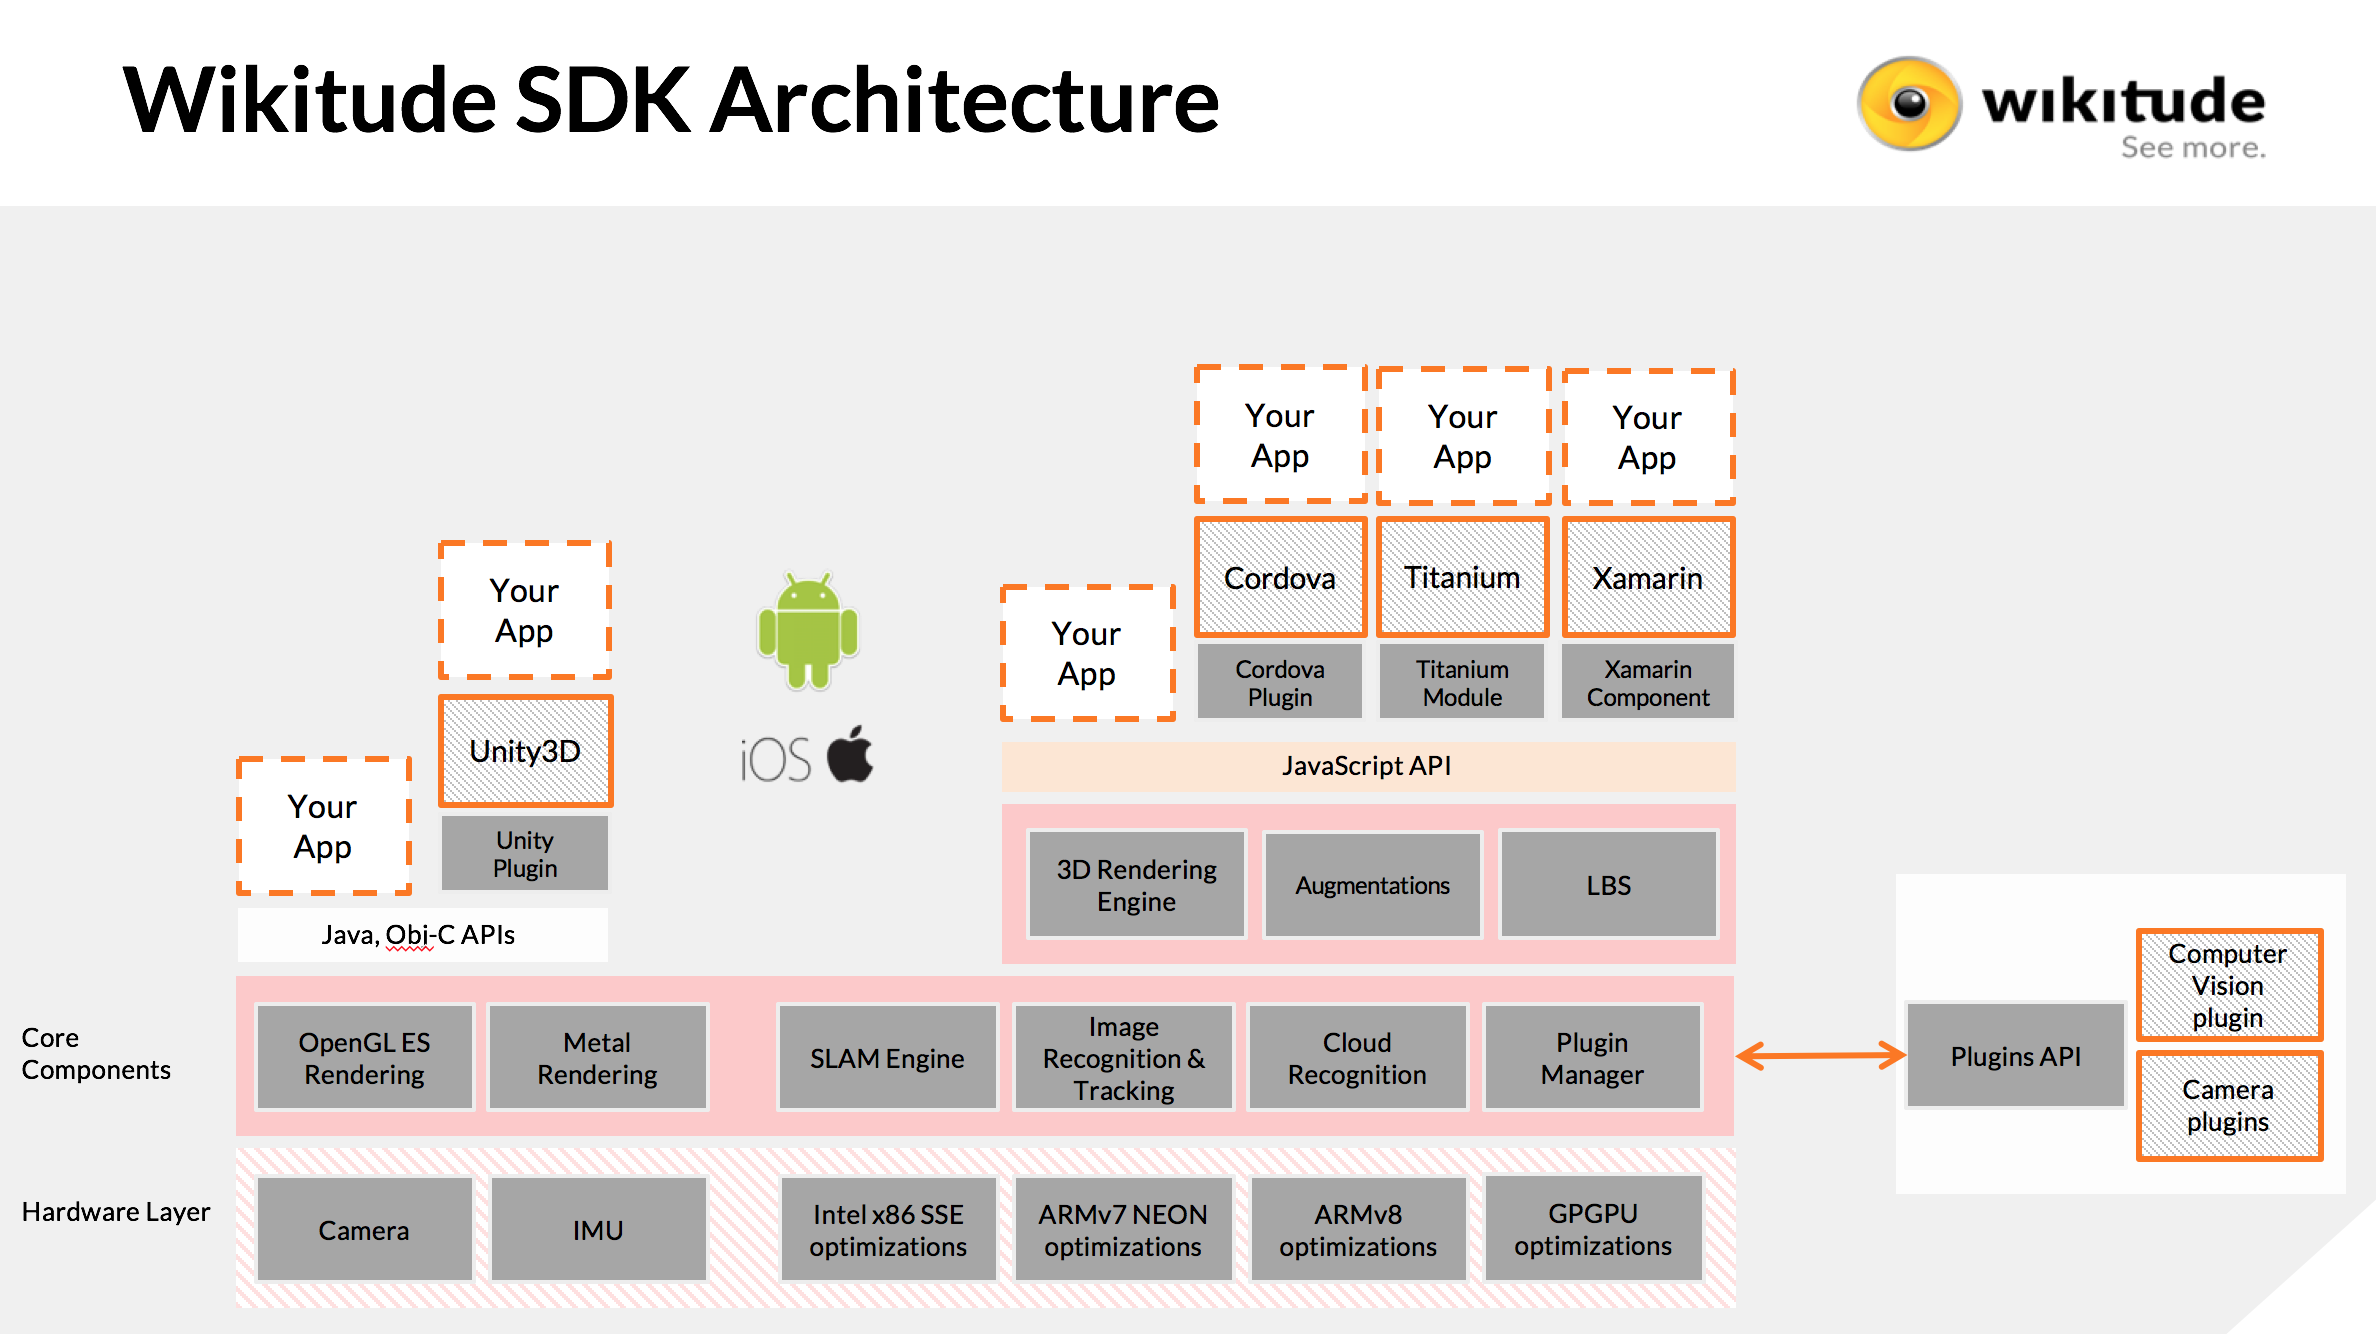 Wikitude SDK Architecture
wikitude
See more.
Your
App
Your
App
Your
App
Cordova
Titanium
Xamarin
Cordova
Plugin
Titanium
Module
Xamarin
Component
Your
App
JavaScript API
3D Rendering
Engine
Augmentations
LBS
Your
App
Unity3D
Unity
Plugin
Your
App
Java, Obi-C APIs
iOS
Core
Components
OpenGL ES
Rendering
Metal
Rendering
SLAM Engine
Image
Recognition &
Tracking
Cloud
Recognition
Plugin
Manager
Plugins API
Computer
Vision
plugin
Camera
plugins
Hardware Layer
Camera
IMU
Intel x86 SSE
optimizations
ARMv7 NEON
optimizations
ARMv8
optimizations
GPGPU
optimizations